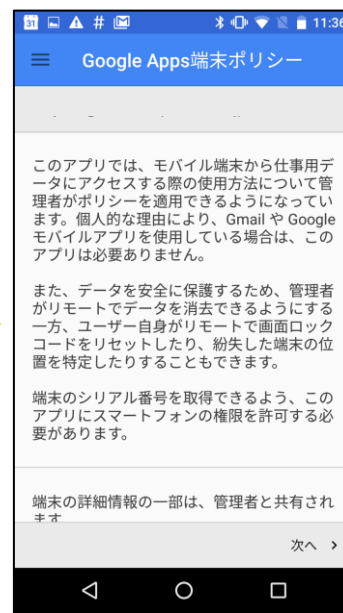 31 # 11:36
Google Apps端末ポリシー
このアプリでは、モバイル端末から仕事用デ
ータにアクセスする際の使用方法について管
理者がポリシーを適用できるようになってい
ます。個人的な理由により、Gmail や Google
モバイルアプリを使用している場合は、この
アプリは必要ありません。
また、データを安全に保護するため、管理者
がリモートでデータを消去できるようにする
一方、ユーザー自身がリモートで画面ロック
コードをリセットしたり、紛失した端末の位
置を特定したりすることもできます。
端末のシリアル番号を取得できるよう、この
アプリにスマートフォンの権限を許可する必
要があります。
端末の詳細情報の一部は、管理者と共有され
ます
次へ